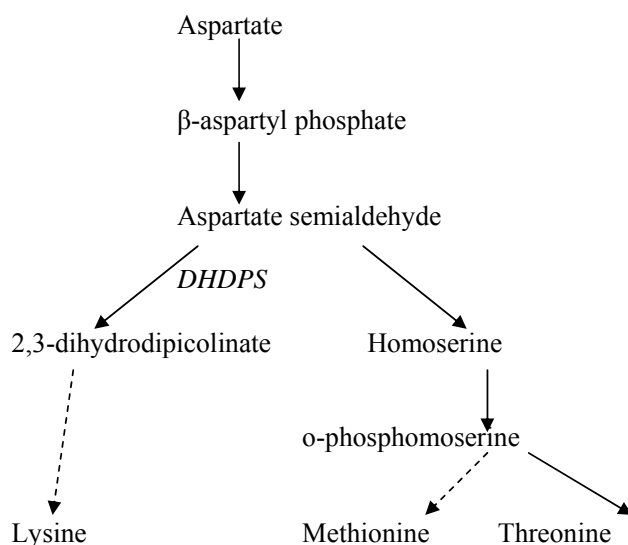 Aspartate
β-aspartyl phosphate
Aspartate semialdehyde
DHDPS
2,3-dihydrodipicolinate
Homoserine
o-phosphomoserine
Lysine
Methionine
Threonine